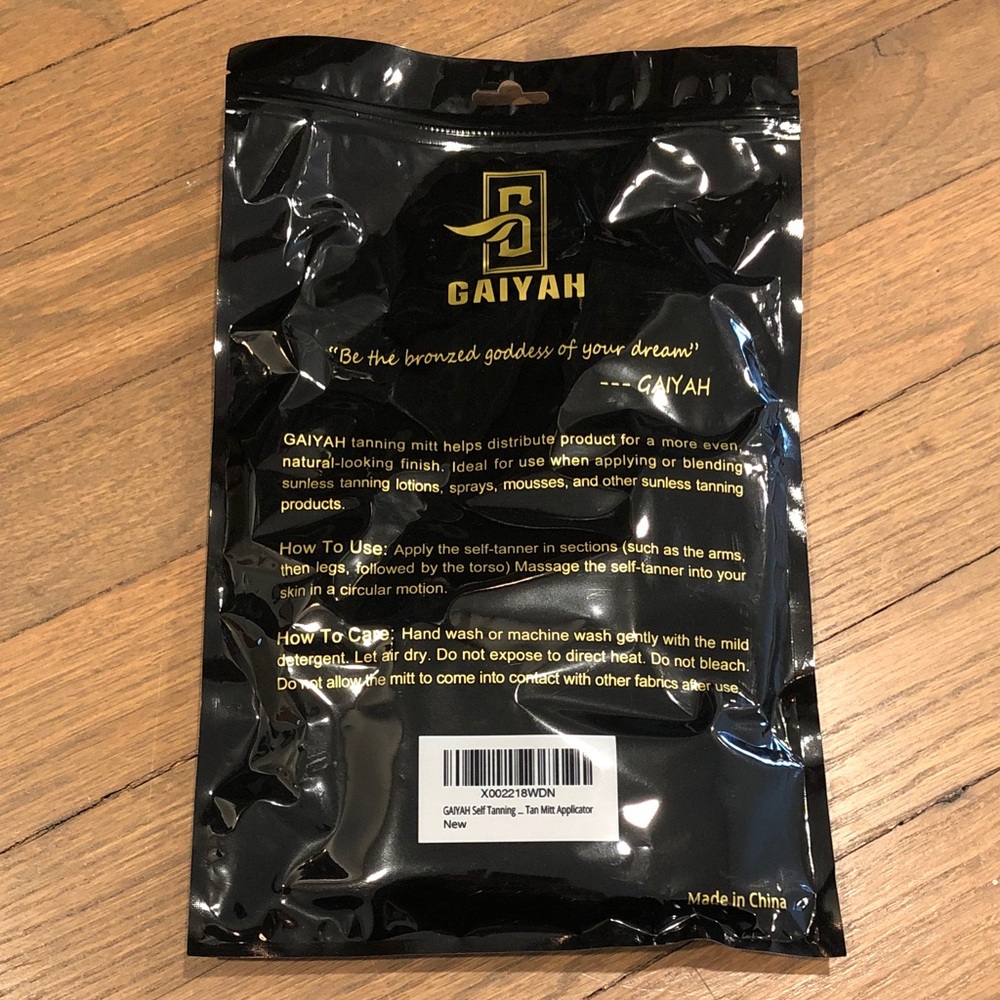 GAIYAH
"Be the bronzed goddess of your dream"
--- GAIYAH
GAIYAH tanning mitt helps distribute product for a more even,
natural-looking finish. Ideal for use when applying or blending
sunless tanning lotions, sprays, mousses, and other sunless tanning
products.
How To Use: Apply the self-tanner in sections (such as the arms,
then legs, followed by the torso) Massage the self-tanner into your
skin in a circular motion.
How To Care: Hand wash or machine wash gently with the mild
detergent. Let air dry. Do not expose to direct heat. Do not bleach.
Do not allow the mitt to come into contact with other fabrics after use.
X002218WDN
GAIYAH Self Tanning ... Tan Mitt Applicator
New
Made in China